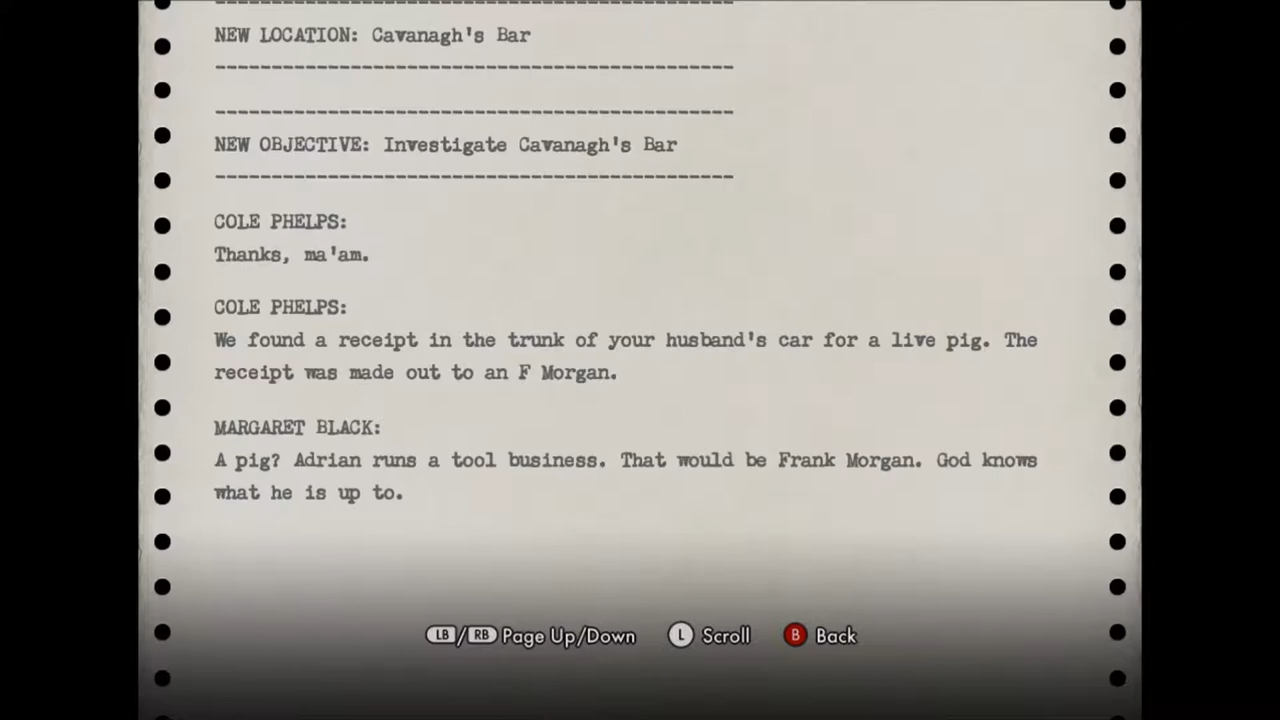 NEW LOCATION: Cavanagh's Bar
----------------------------------------------
----------------------------------------------
NEW OBJECTIVE: Investigate Cavanagh's Bar
----------------------------------------------
COLE PHELPS:
Thanks, ma'am.
COLE PHELPS:
We found a receipt in the trunk of your husband's car for a live pig. The
receipt was made out to an F Morgan.
MARGARET BLACK:
A pig? Adrian runs a tool business. That would be Frank Morgan. God knows
what he is up to.
LB/RB Page Up/Down L Scroll B Back